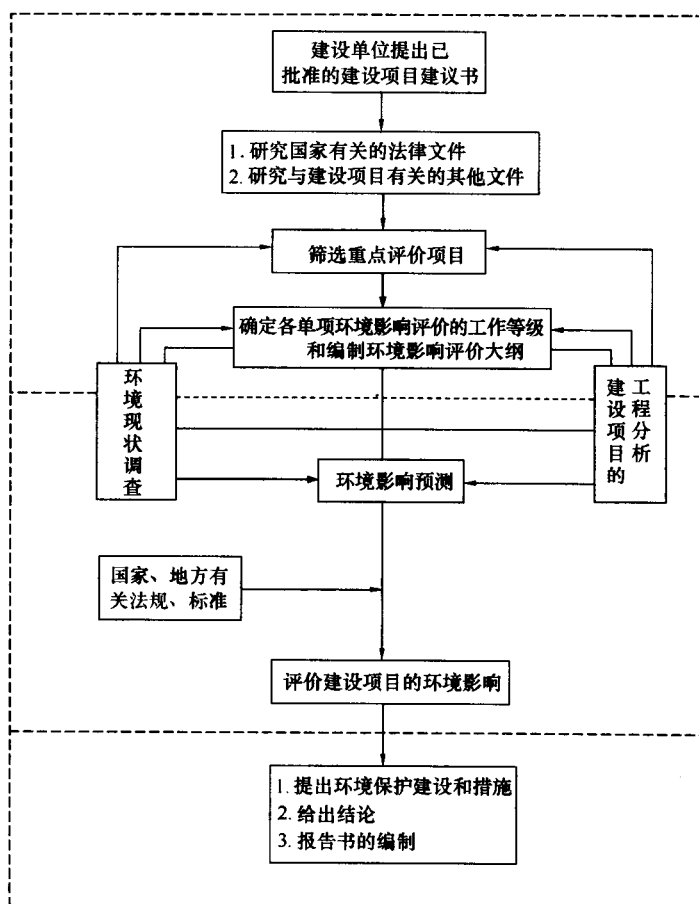 建设单位提出已
批准的建设项目建议书
1. 研究国家有关的法律文件
2. 研究与建设项目有关的其他文件
筛选重点评价项目
确定各单项环境影响评价的工作等级
和编制环境影响评价大纲
环境现状调查
建设项目的
工程分析
环境影响预测
国家、地方有
关法规、标准
评价建设项目的环境影响
1. 提出环境保护建设和措施
2. 给出结论
3. 报告书的编制